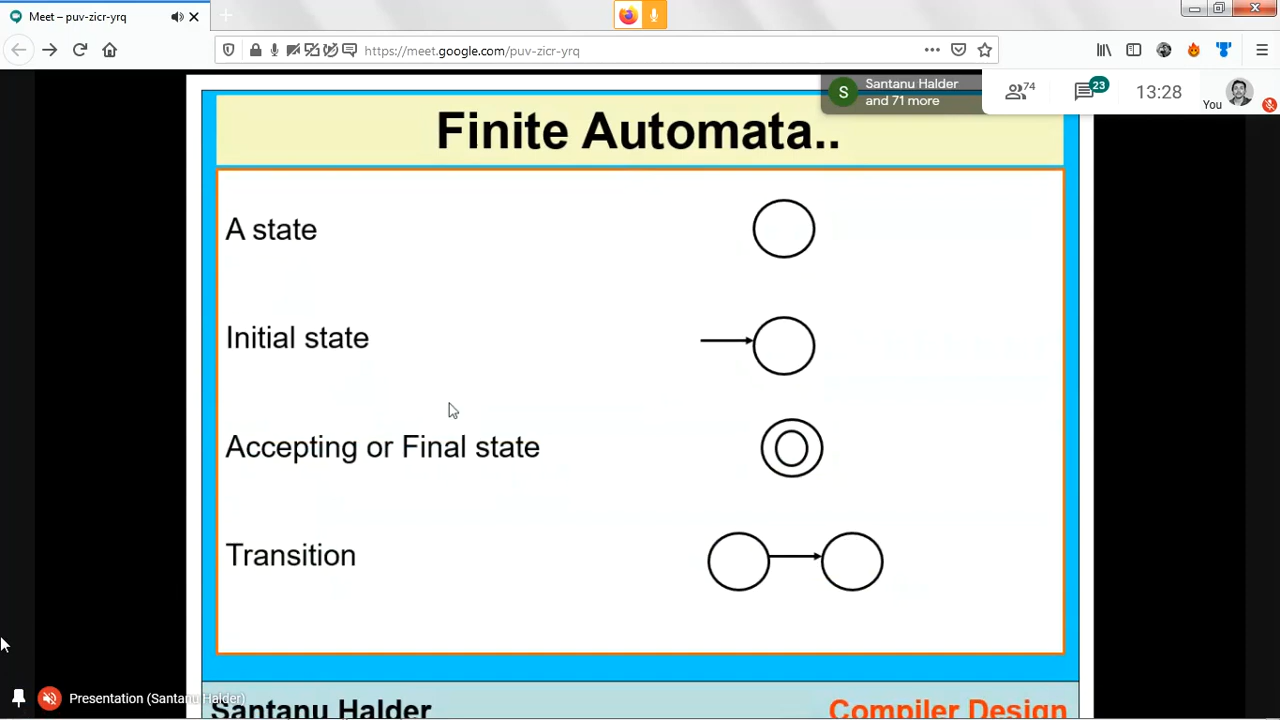 Meet – puv-zicr-yrq
https://meet.google.com/puv-zicr-yrq
Santanu Halder
and 71 more
S
74
23
13:28
You
Finite Automata..
A state
Initial state
Accepting or Final state
Transition
Presentation (Santanu Halder)
Santanu Halder
Compiler Design